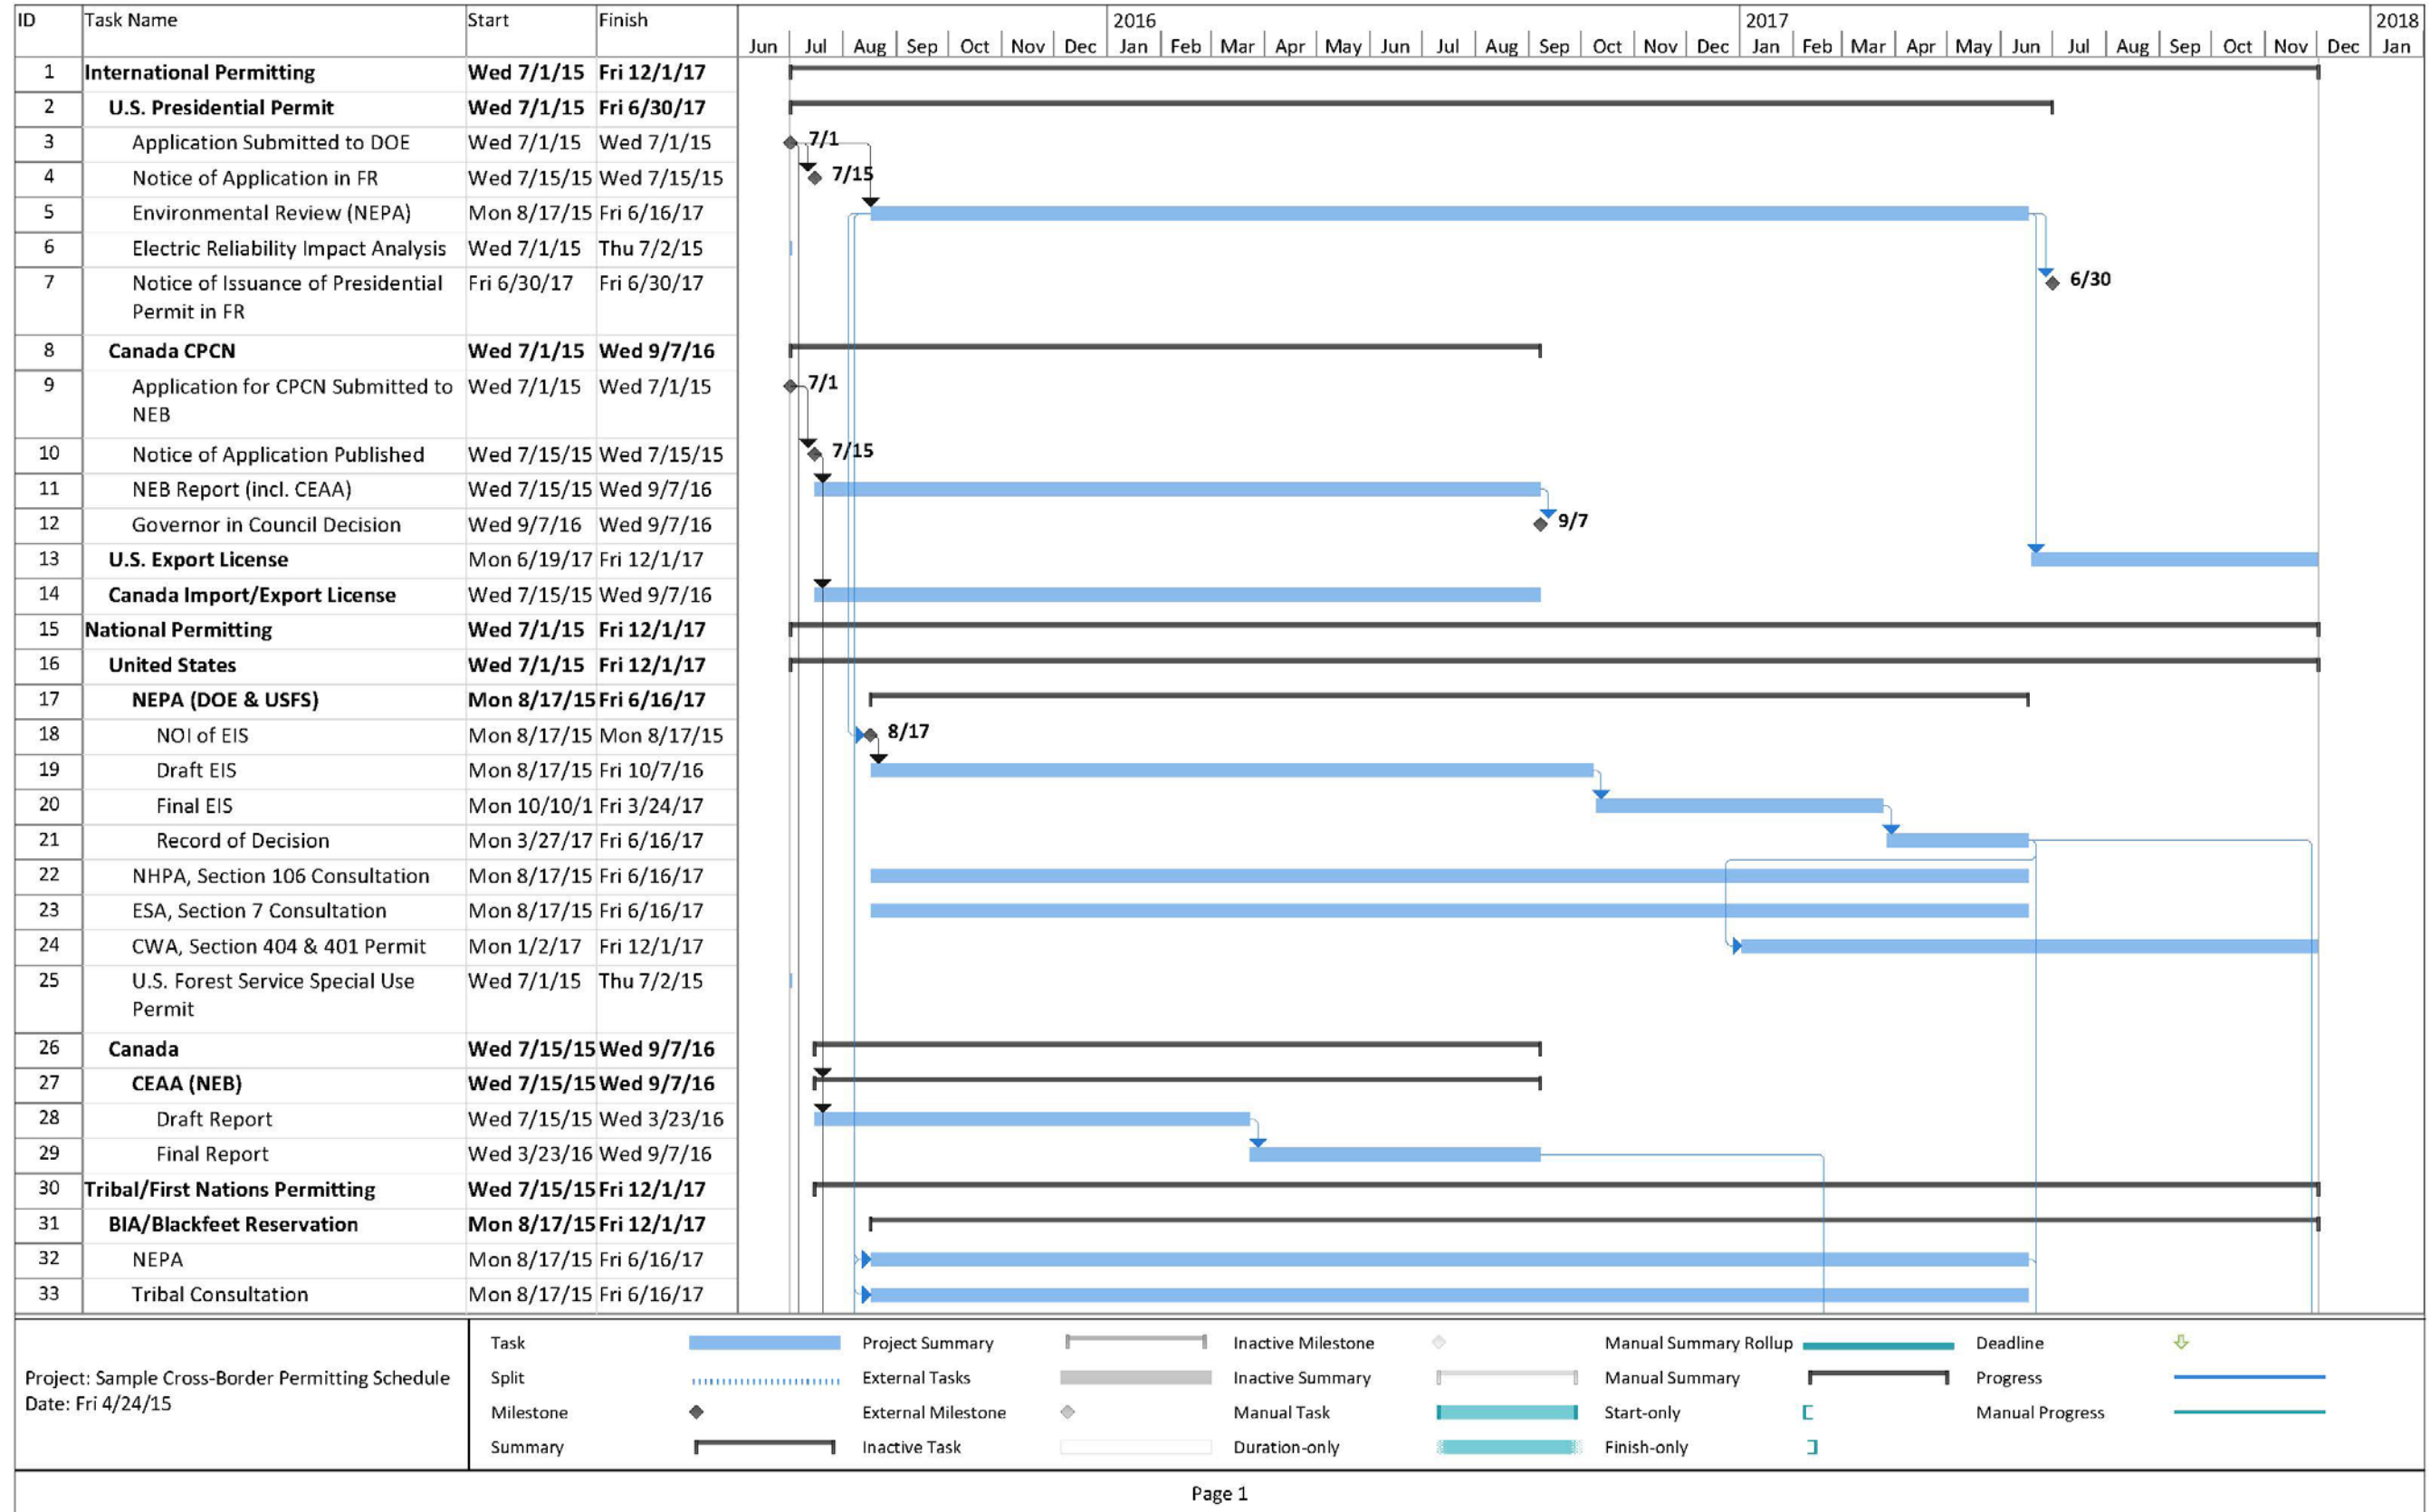 ID Task Name Start Finish 2016 2017 2018
Jun Jul Aug Sep Oct Nov Dec Jan Feb Mar Apr May Jun Jul Aug Sep Oct Nov Dec Jan Feb Mar Apr May Jun Jul Aug Sep Oct Nov Dec Jan
1 International Permitting Wed 7/1/15 Fri 12/1/17
2 U.S. Presidential Permit Wed 7/1/15 Fri 6/30/17
3 Application Submitted to DOE Wed 7/1/15 Wed 7/1/15 7/1
4 Notice of Application in FR Wed 7/15/15 Wed 7/15/15 7/15
5 Environmental Review (NEPA) Mon 8/17/15 Fri 6/16/17
6 Electric Reliability Impact Analysis Wed 7/1/15 Thu 7/2/15
7 Notice of Issuance of Presidential Fri 6/30/17 Fri 6/30/17 6/30
Permit in FR
8 Canada CPCN Wed 7/1/15 Wed 9/7/16
9 Application for CPCN Submitted to Wed 7/1/15 Wed 7/1/15 7/1
NEB
10 Notice of Application Published Wed 7/15/15 Wed 7/15/15 7/15
11 NEB Report (incl. CEAA) Wed 7/15/15 Wed 9/7/16
12 Governor in Council Decision Wed 9/7/16 Wed 9/7/16 9/7
13 U.S. Export License Mon 6/19/17 Fri 12/1/17
14 Canada Import/Export License Wed 7/15/15 Wed 9/7/16
15 National Permitting Wed 7/1/15 Fri 12/1/17
16 United States Wed 7/1/15 Fri 12/1/17
17 NEPA (DOE & USFS) Mon 8/17/15 Fri 6/16/17
18 NOI of EIS Mon 8/17/15 Mon 8/17/15 8/17
19 Draft EIS Mon 8/17/15 Fri 10/7/16
20 Final EIS Mon 10/10/1 Fri 3/24/17
21 Record of Decision Mon 3/27/17 Fri 6/16/17
22 NHPA, Section 106 Consultation Mon 8/17/15 Fri 6/16/17
23 ESA, Section 7 Consultation Mon 8/17/15 Fri 6/16/17
24 CWA, Section 404 & 401 Permit Mon 1/2/17 Fri 12/1/17
25 U.S. Forest Service Special Use Wed 7/1/15 Thu 7/2/15
Permit
26 Canada Wed 7/15/15 Wed 9/7/16
27 CEAA (NEB) Wed 7/15/15 Wed 9/7/16
28 Draft Report Wed 7/15/15 Wed 3/23/16
29 Final Report Wed 3/23/16 Wed 9/7/16
30 Tribal/First Nations Permitting Wed 7/15/15 Fri 12/1/17
31 BIA/Blackfeet Reservation Mon 8/17/15 Fri 12/1/17
32 NEPA Mon 8/17/15 Fri 6/16/17
33 Tribal Consultation Mon 8/17/15 Fri 6/16/17
Project: Sample Cross-Border Permitting Schedule
Date: Fri 4/24/15
Task Project Summary Inactive Milestone Manual Summary Rollup Deadline
Split External Tasks Inactive Summary Manual Summary Progress
Milestone External Milestone Manual Task Start-only Manual Progress
Summary Inactive Task Duration-only Finish-only
Page 1